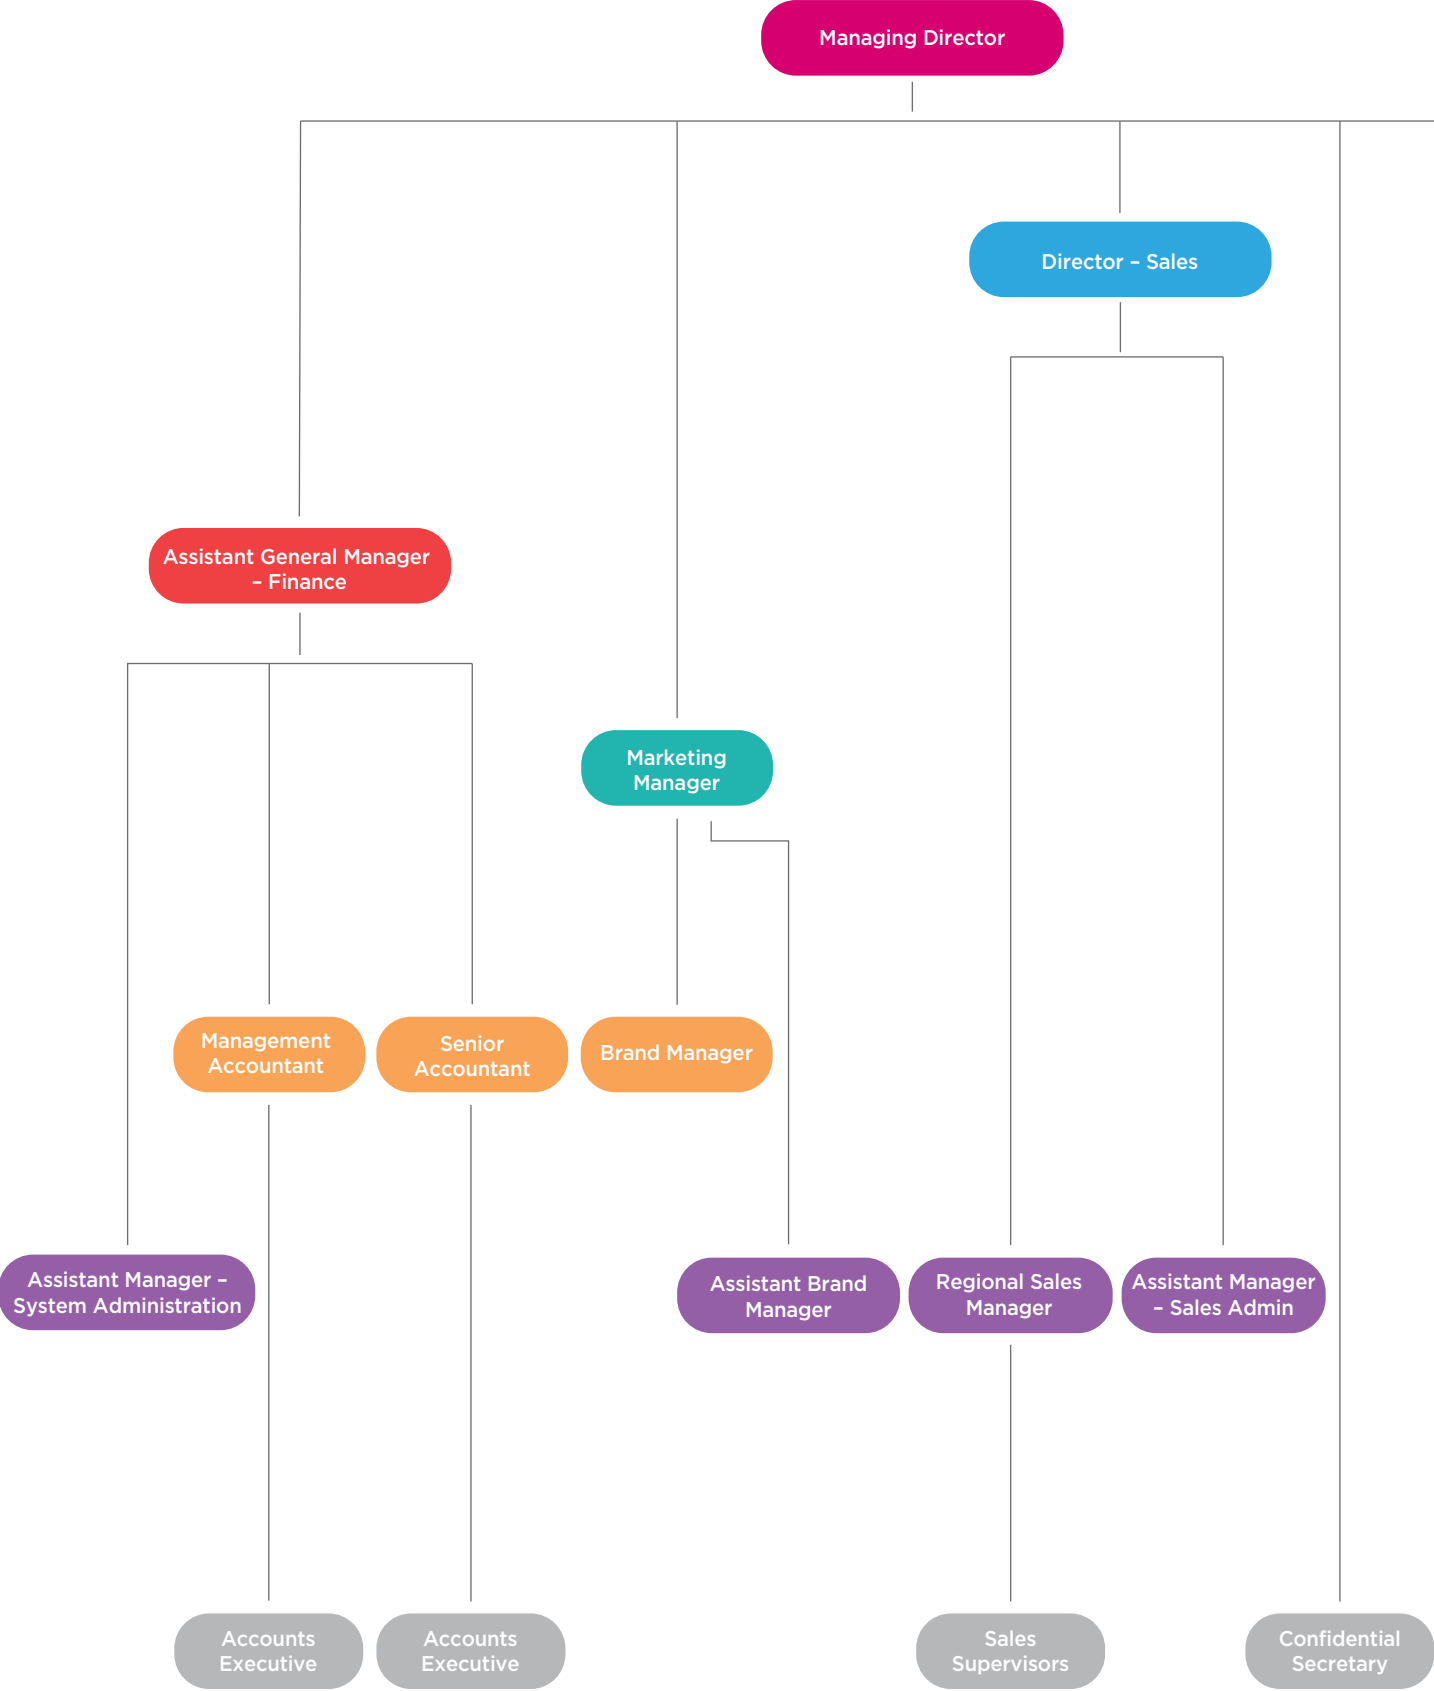 Managing Director
Director – Sales
Assistant General Manager
– Finance
Marketing
Manager
Management
Accountant
Senior
Accountant
Brand Manager
Assistant Manager –
System Administration
Assistant Brand
Manager
Regional Sales
Manager
Assistant Manager
– Sales Admin
Accounts
Executive
Accounts
Executive
Sales
Supervisors
Confidential
Secretary